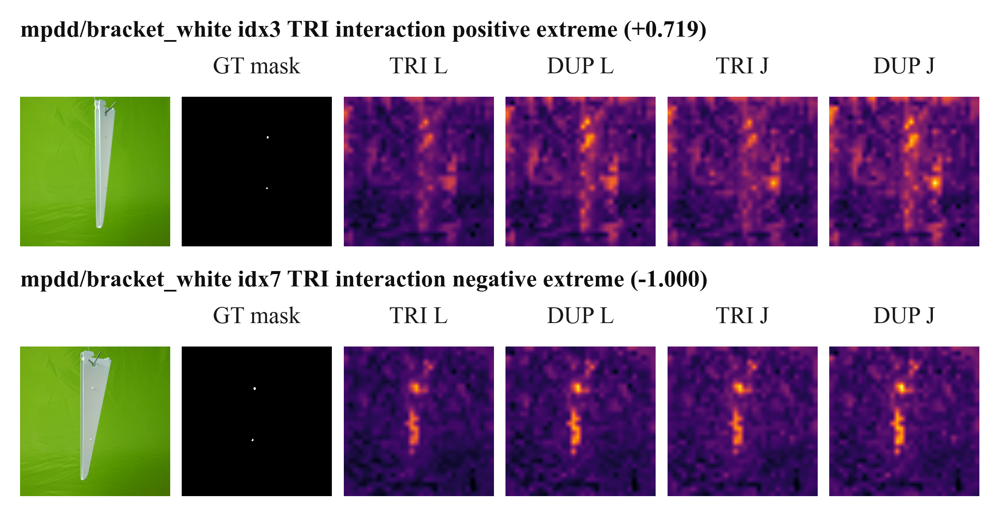 mpdd/bracket_white idx3 TRI interaction positive extreme (+0.719)
GT mask TRI L DUP L TRI J DUP J
mpdd/bracket_white idx7 TRI interaction negative extreme (-1.000)
GT mask TRI L DUP L TRI J DUP J